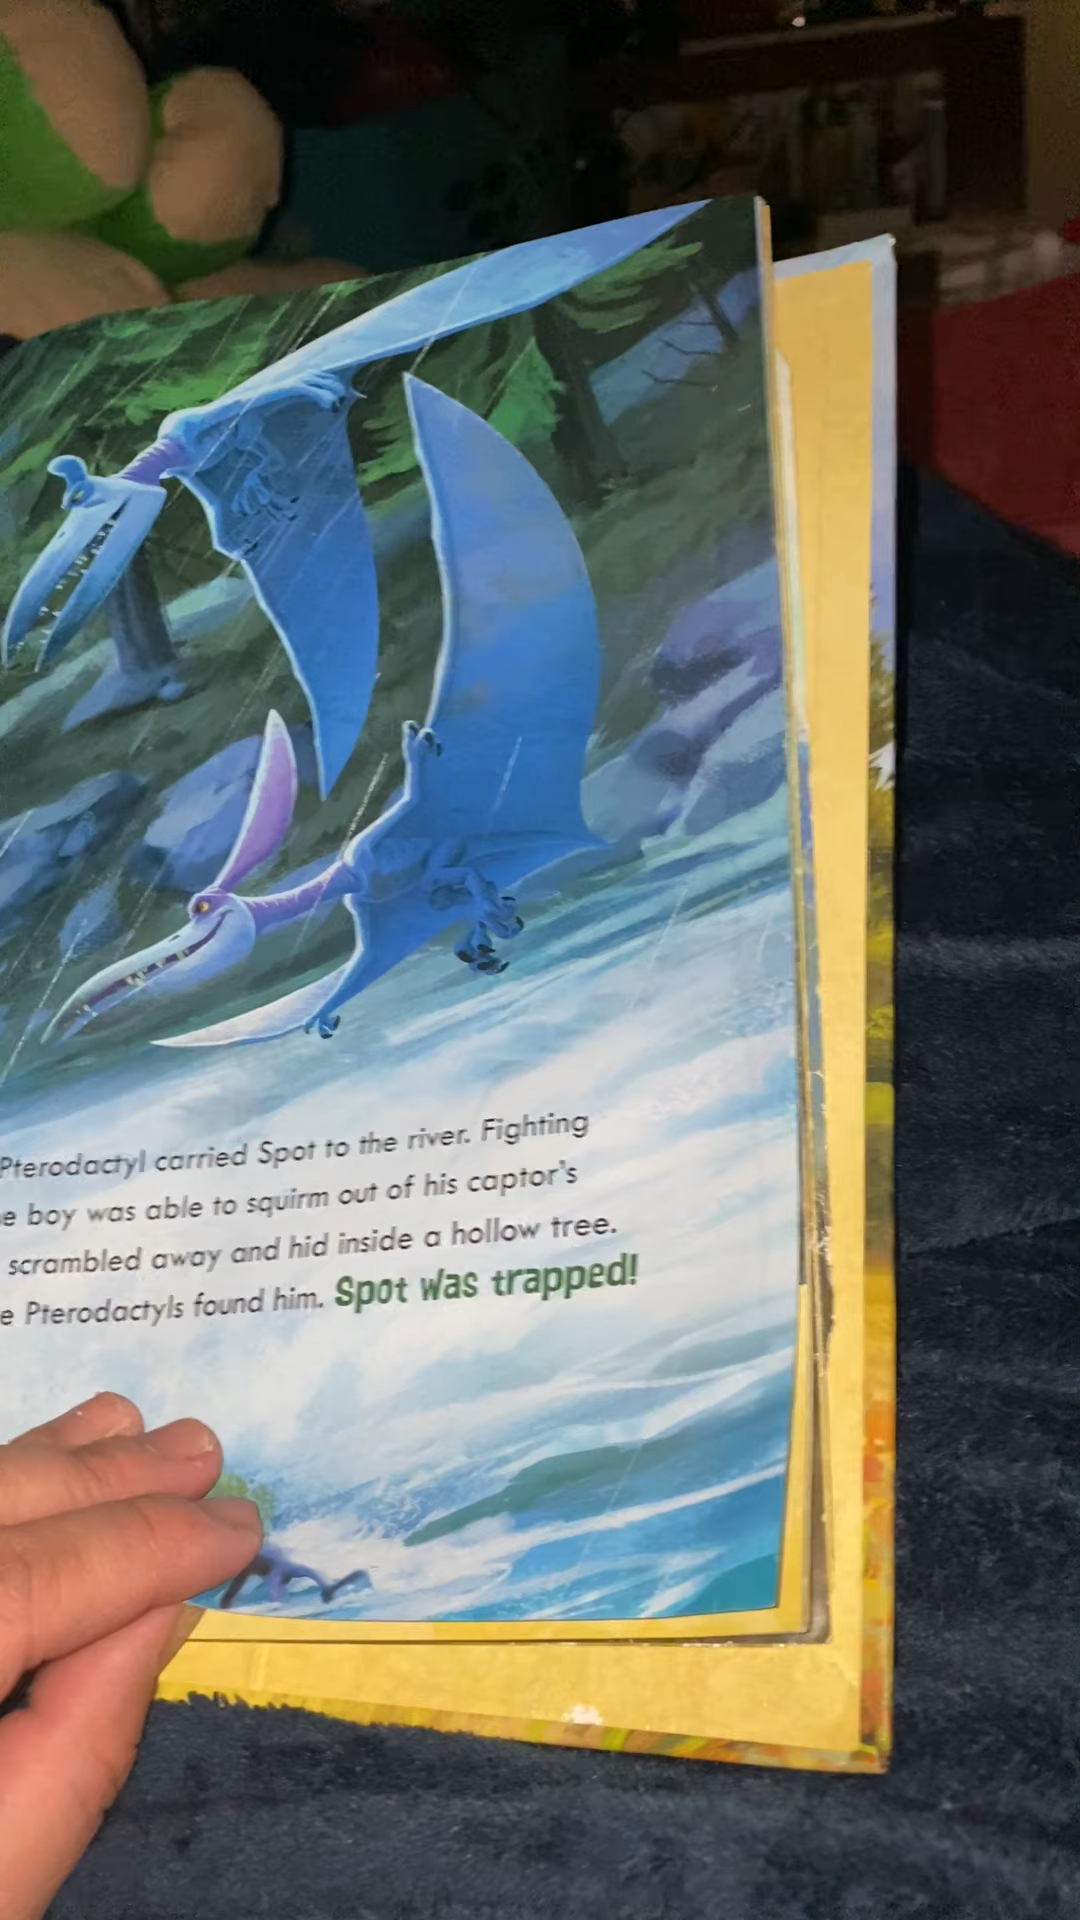 Pterodactyl carried Spot to the river. Fighting
e boy was able to squirm out of his captor's
scrambled away and hid inside a hollow tree.
e Pterodactyls found him. Spot was trapped!